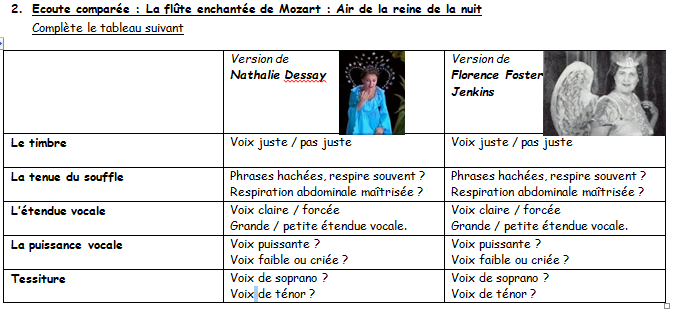 2. Ecoute comparée : La flûte enchantée de Mozart : Air de la reine de la nuit
Complète le tableau suivant
Version de
Nathalie Dessay
Version de
Florence Foster
Jenkins
Le timbre
Voix juste / pas juste
Voix juste / pas juste
La tenue du souffle
Phrases hachées, respire souvent ?
Respiration abdominale maîtrisée ?
Phrases hachées, respire souvent ?
Respiration abdominale maîtrisée ?
L'étendue vocale
Voix claire / forcée
Grande / petite étendue vocale.
Voix claire / forcée
Grande / petite étendue vocale.
La puissance vocale
Voix puissante ?
Voix faible ou criée ?
Voix puissante ?
Voix faible ou criée ?
Tessiture
Voix de soprano ?
Voix de ténor ?
Voix de soprano ?
Voix de ténor ?